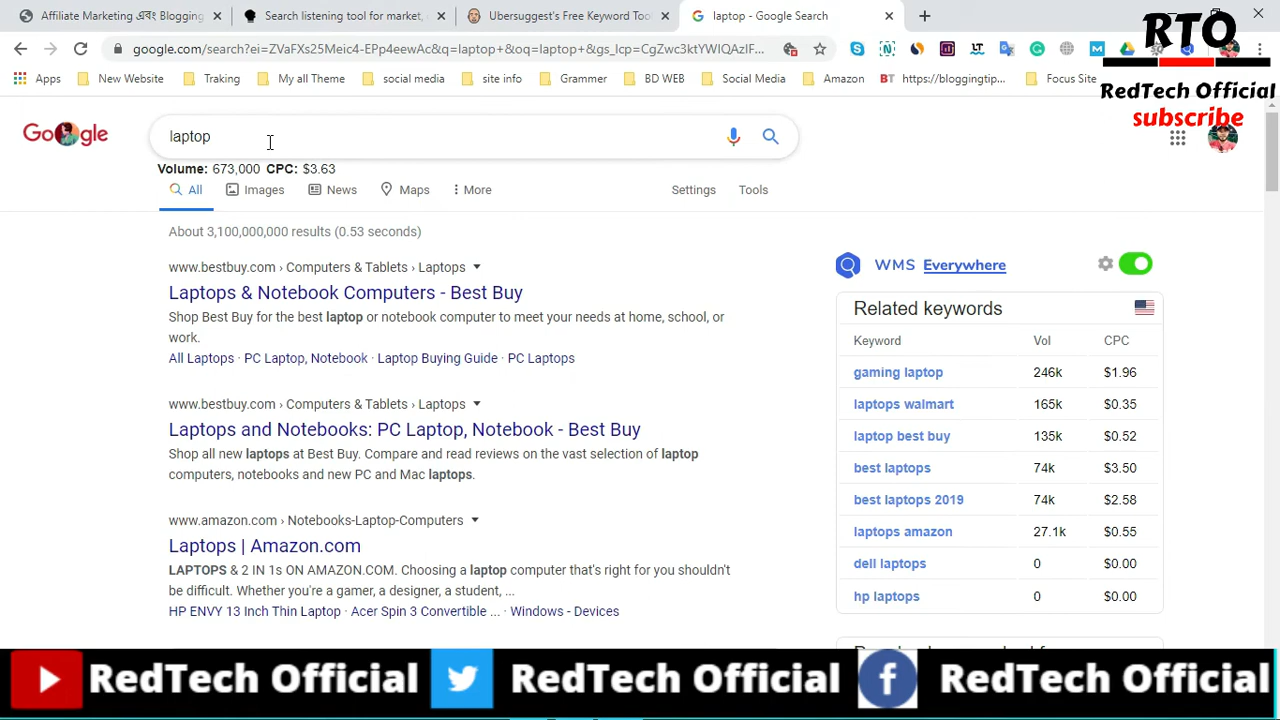 Affiliate Marketing এবং Blogging
Search listening tool for market,
Ubersuggest's Free Keyword Too
laptop - Google Search
google.com/search?ei=ZVaFXs25Meic4-EPp4eewAc&q=laptop+&oq=laptop+&gs_lcp=CgZwc3ktYWIQAzIF...
Apps
New Website
Traking
My all Theme
social media
site info
Grammer
BD WEB
Social Media
Amazon
BT https://bloggingtip...
Focus Site
RTO
RedTech Official
subscribe
Google
laptop
Volume: 673,000 CPC: $3.63
All
Images
News
Maps
More
Settings
Tools
About 3,100,000,000 results (0.53 seconds)
www.bestbuy.com › Computers & Tablets › Laptops
Laptops & Notebook Computers - Best Buy
Shop Best Buy for the best laptop or notebook computer to meet your needs at home, school, or
work.
All Laptops · PC Laptop, Notebook · Laptop Buying Guide · PC Laptops
www.bestbuy.com › Computers & Tablets › Laptops
Laptops and Notebooks: PC Laptop, Notebook - Best Buy
Shop all new laptops at Best Buy. Compare and read reviews on the vast selection of laptop
computers, notebooks and new PC and Mac laptops.
www.amazon.com › Notebooks-Laptop-Computers
Laptops | Amazon.com
LAPTOPS & 2 IN 1s ON AMAZON.COM. Choosing a laptop computer that's right for you shouldn't
be difficult. Whether you're a gamer, a designer, a student, ...
HP ENVY 13 Inch Thin Laptop · Acer Spin 3 Convertible ... · Windows - Devices
WMS Everywhere
Related keywords
Keyword Vol CPC
gaming laptop 246k $1.96
laptops walmart 165k $0.35
laptop best buy 135k $0.52
best laptops 74k $3.50
best laptops 2019 74k $2.58
laptops amazon 27.1k $0.55
dell laptops 0 $0.00
hp laptops 0 $0.00
RedTech Official
RedTech Official
RedTech Official